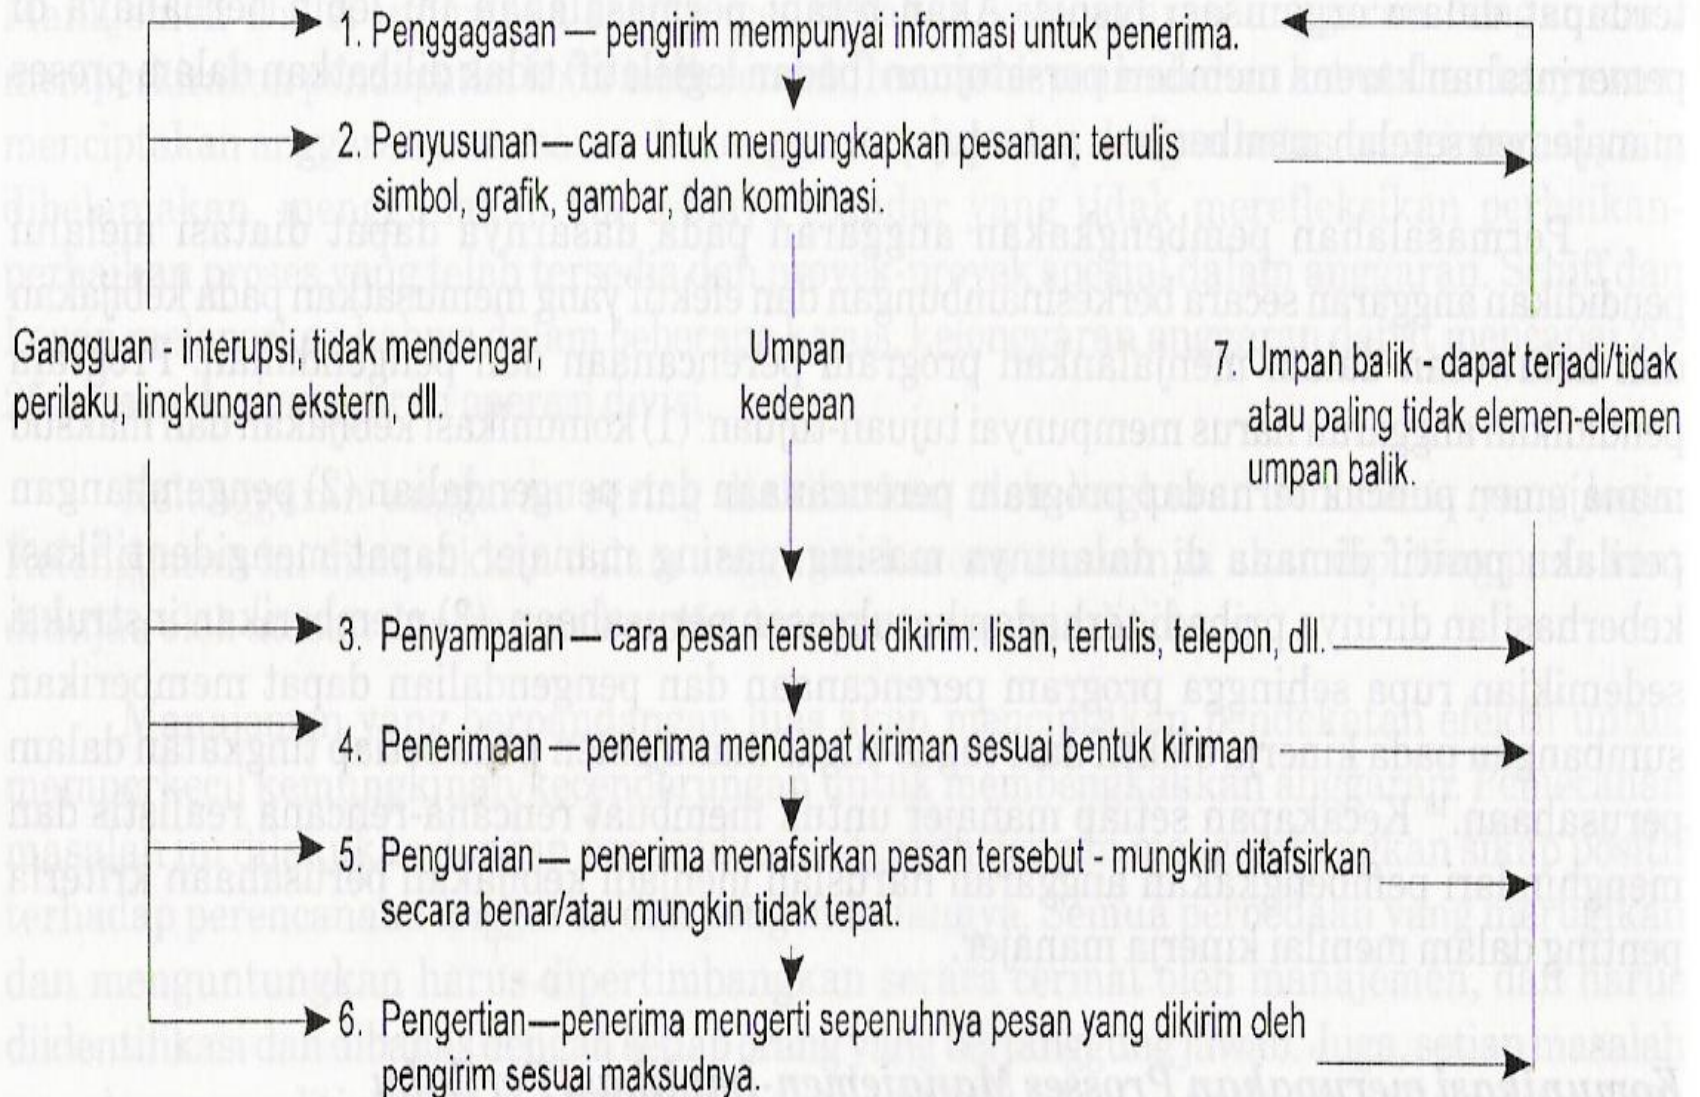 1. Penggagasan — pengirim mempunyai informasi untuk penerima.
2. Penyusunan—cara untuk mengungkapkan pesanan; tertulis
simbol, grafik, gambar, dan kombinasi.
Gangguan - interupsi, tidak mendengar,
perilaku, lingkungan ekstern, dll.
Umpan
kedepan
7. Umpan balik - dapat terjadi/tidak
atau paling tidak elemen-elemen
umpan balik.
3. Penyampaian — cara pesan tersebut dikirim: lisan, tertulis, telepon, dll.
4. Penerimaan — penerima mendapat kiriman sesuai bentuk kiriman
5. Penguraian— penerima menafsirkan pesan tersebut - mungkin ditafsirkan
secara benar/atau mungkin tidak tepat.
6. Pengertian—penerima mengerti sepenuhnya pesan yang dikirim oleh
pengirim sesuai maksudnya.